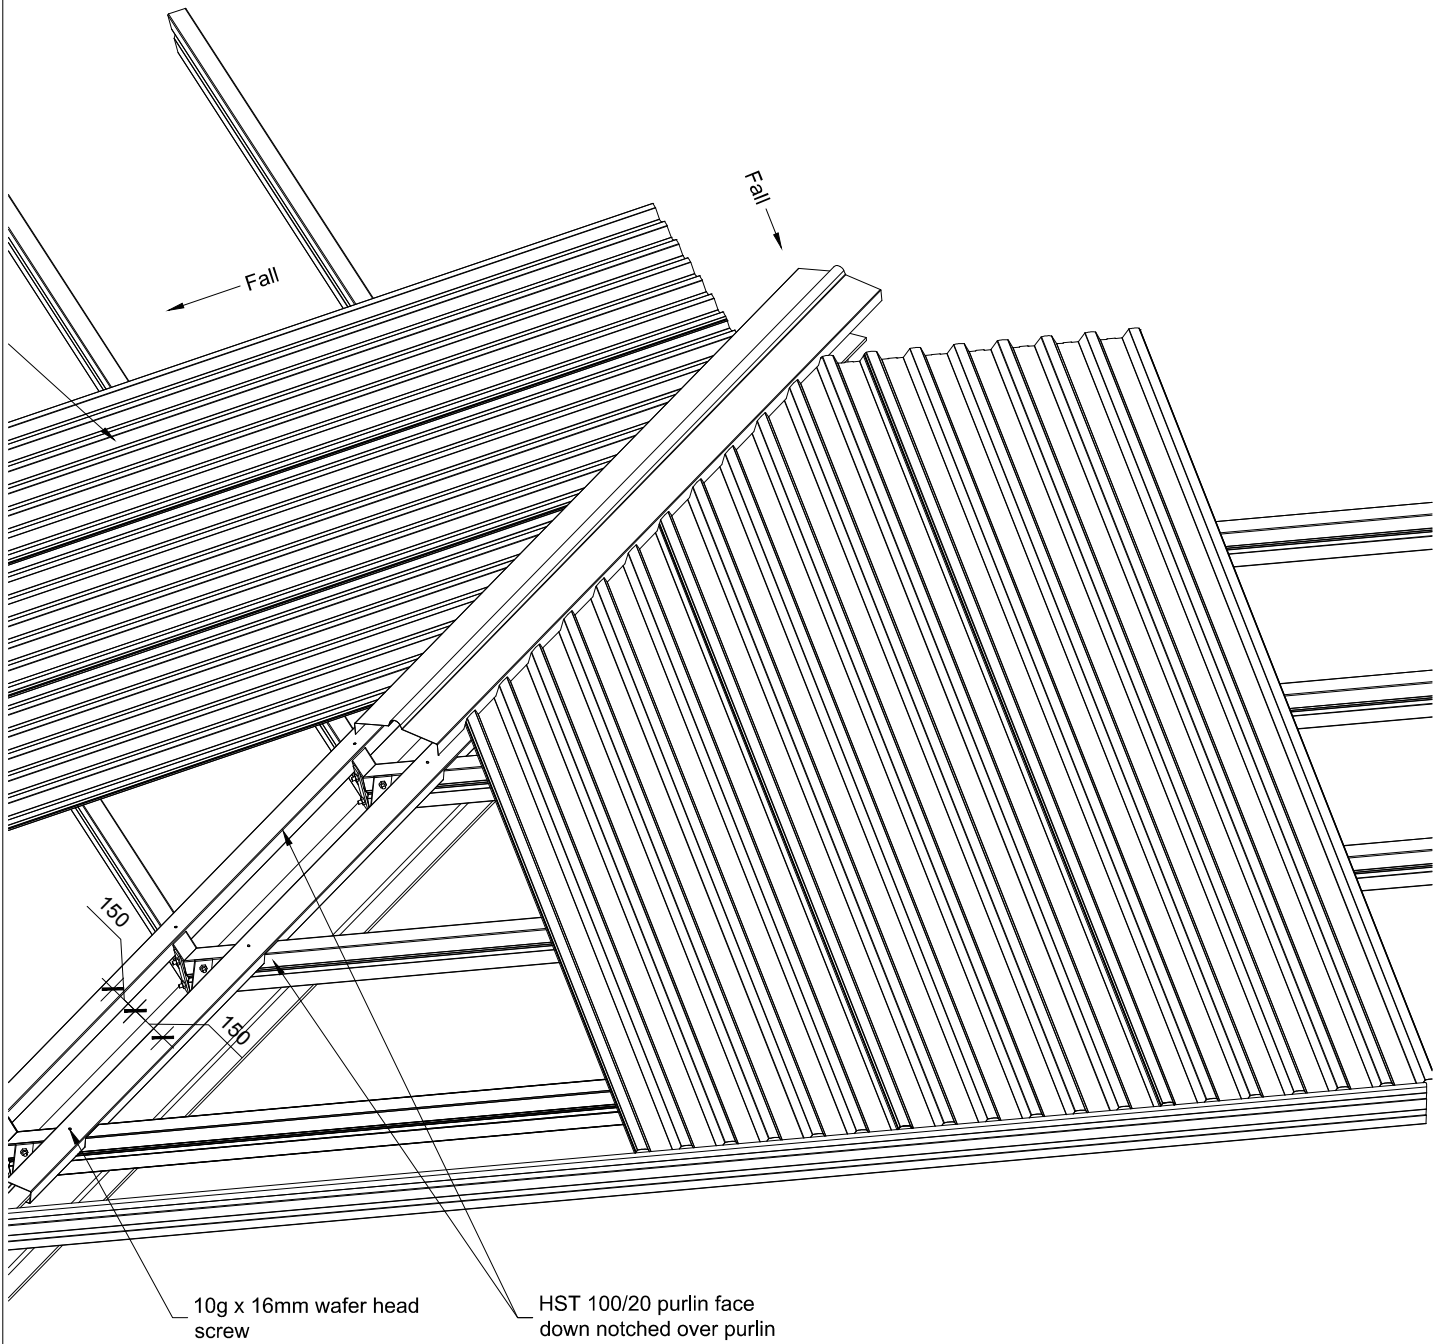 Fall
Fall
150
150
10g x 16mm wafer head
screw
HST 100/20 purlin face
down notched over purlin